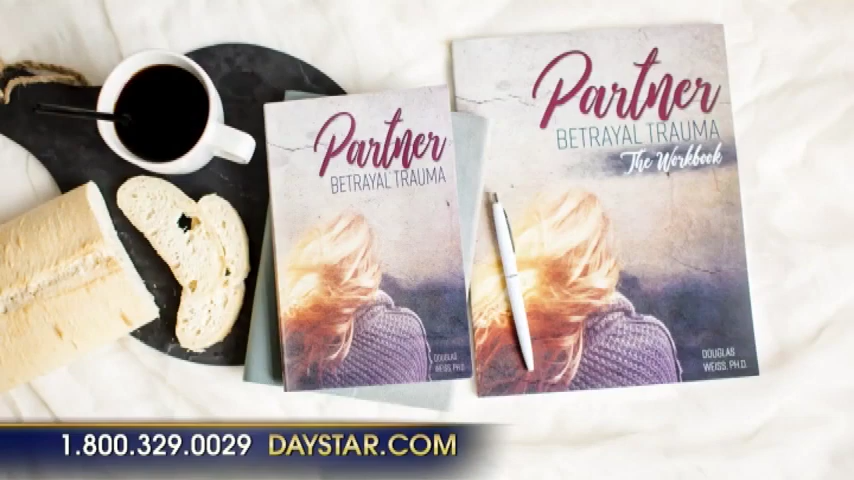 Partner
BETRAYAL TRAUMA
DOUGLAS
WEISS, PH.D.
Partner
BETRAYAL TRAUMA
The Workbook
DOUGLAS
WEISS, PH.D.
1.800.329.0029 DAYSTAR.COM